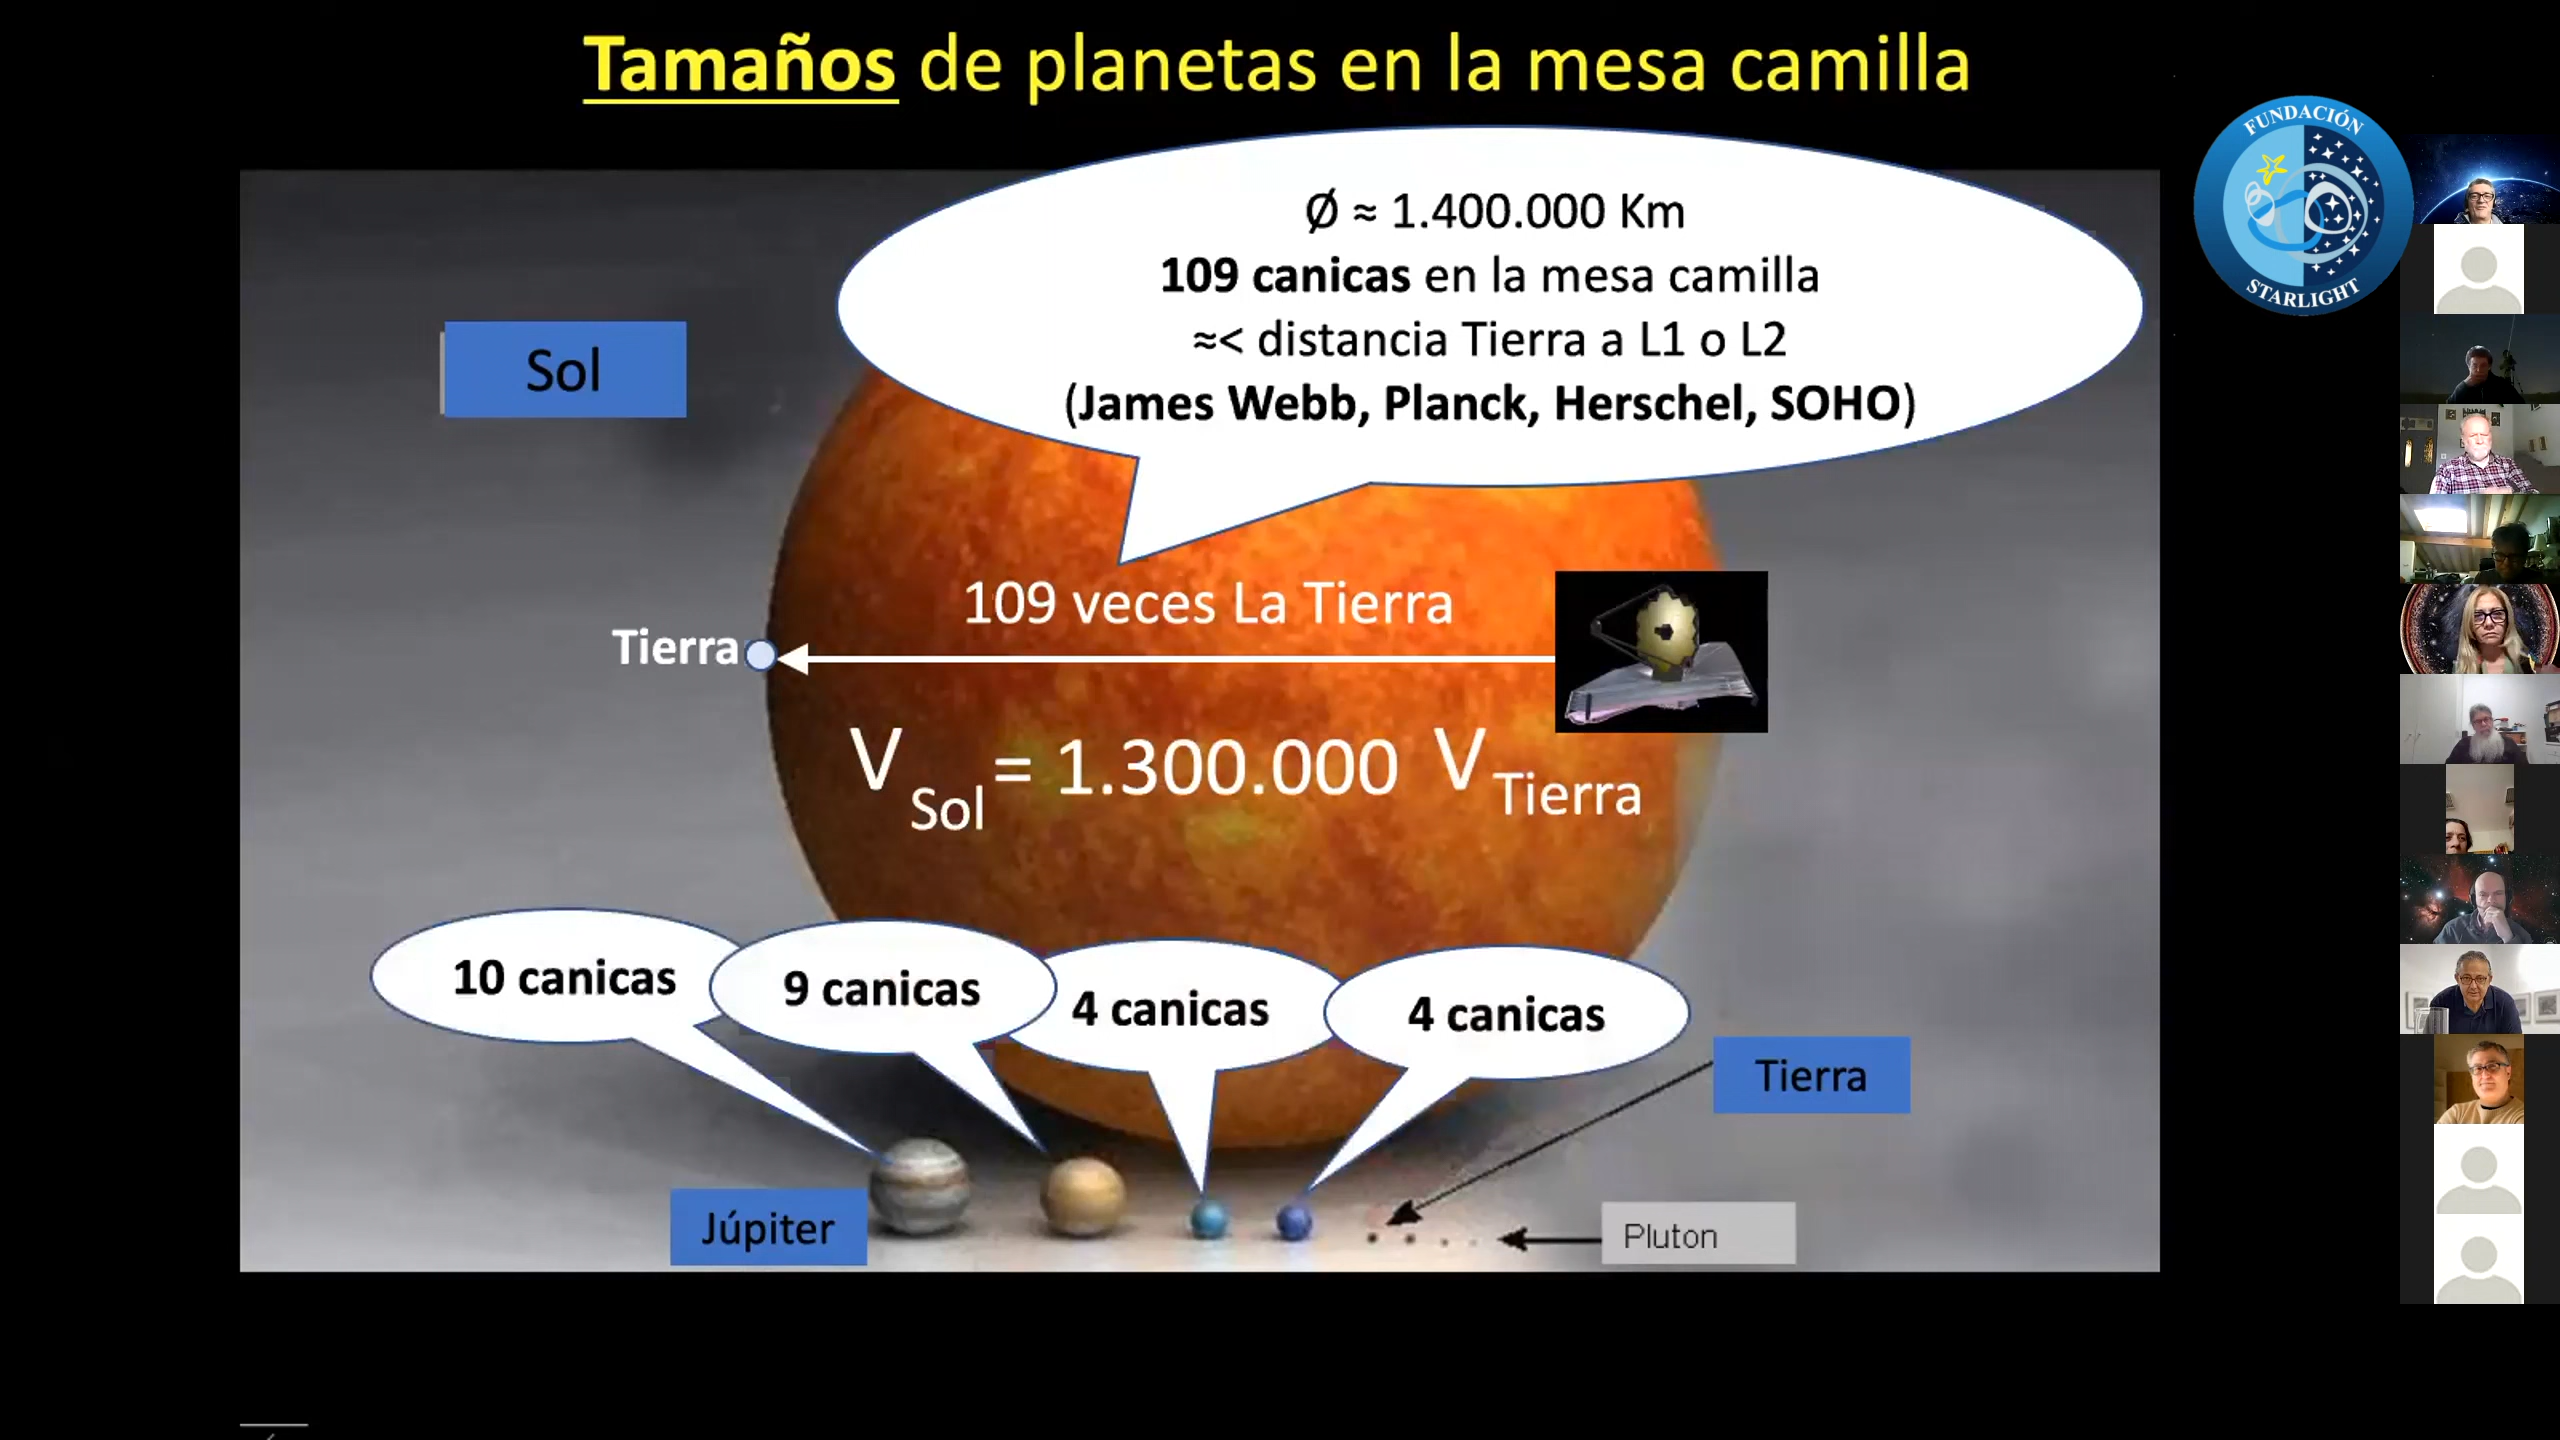 Tamaños de planetas en la mesa camilla
FUNDACIÓN
STARLIGHT
Ø ≈ 1.400.000 Km
109 canicas en la mesa camilla
≈< distancia Tierra a L1 o L2
(James Webb, Planck, Herschel, SOHO)
Sol
109 veces La Tierra
Tierra
V Sol = 1.300.000 V Tierra
10 canicas
9 canicas
4 canicas
4 canicas
Tierra
Júpiter
Pluton